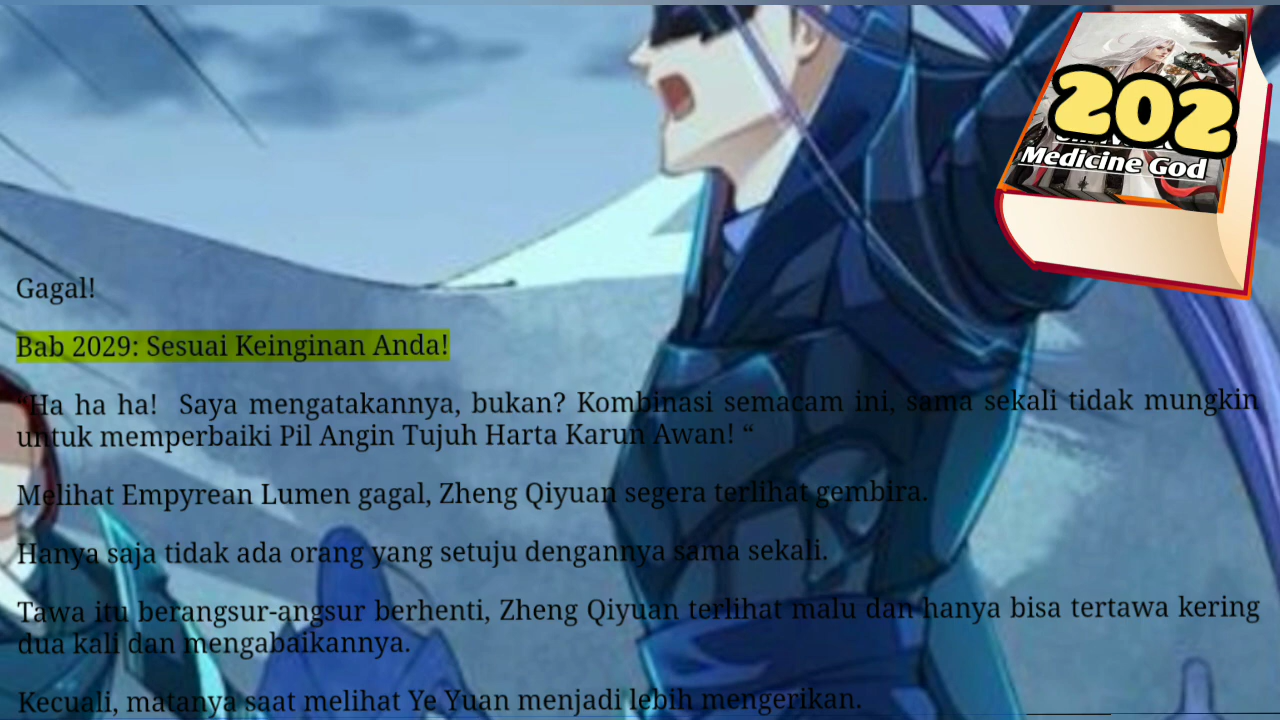 202
Medicine God
Gagal!
Bab 2029: Sesuai Keinginan Anda!
“Ha ha ha!  Saya mengatakannya, bukan? Kombinasi semacam ini, sama sekali tidak mungkin
untuk memperbaiki Pil Angin Tujuh Harta Karun Awan! “
Melihat Empyrean Lumen gagal, Zheng Qiyuan segera terlihat gembira.
Hanya saja tidak ada orang yang setuju dengannya sama sekali.
Tawa itu berangsur-angsur berhenti, Zheng Qiyuan terlihat malu dan hanya bisa tertawa kering
dua kali dan mengabaikannya.
Kecuali, matanya saat melihat Ye Yuan menjadi lebih mengerikan.